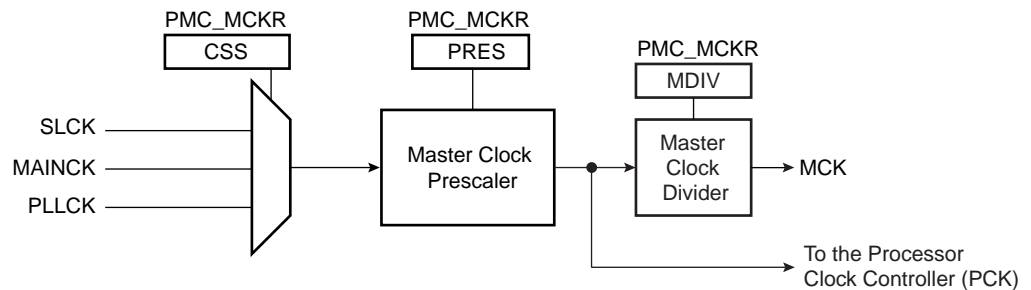 PMC_MCKR
CSS
PMC_MCKR
PRES
PMC_MCKR
MDIV
SLCK
MAINCK
PLLCK
Master Clock
Prescaler
Master
Clock
Divider
MCK
To the Processor
Clock Controller (PCK)